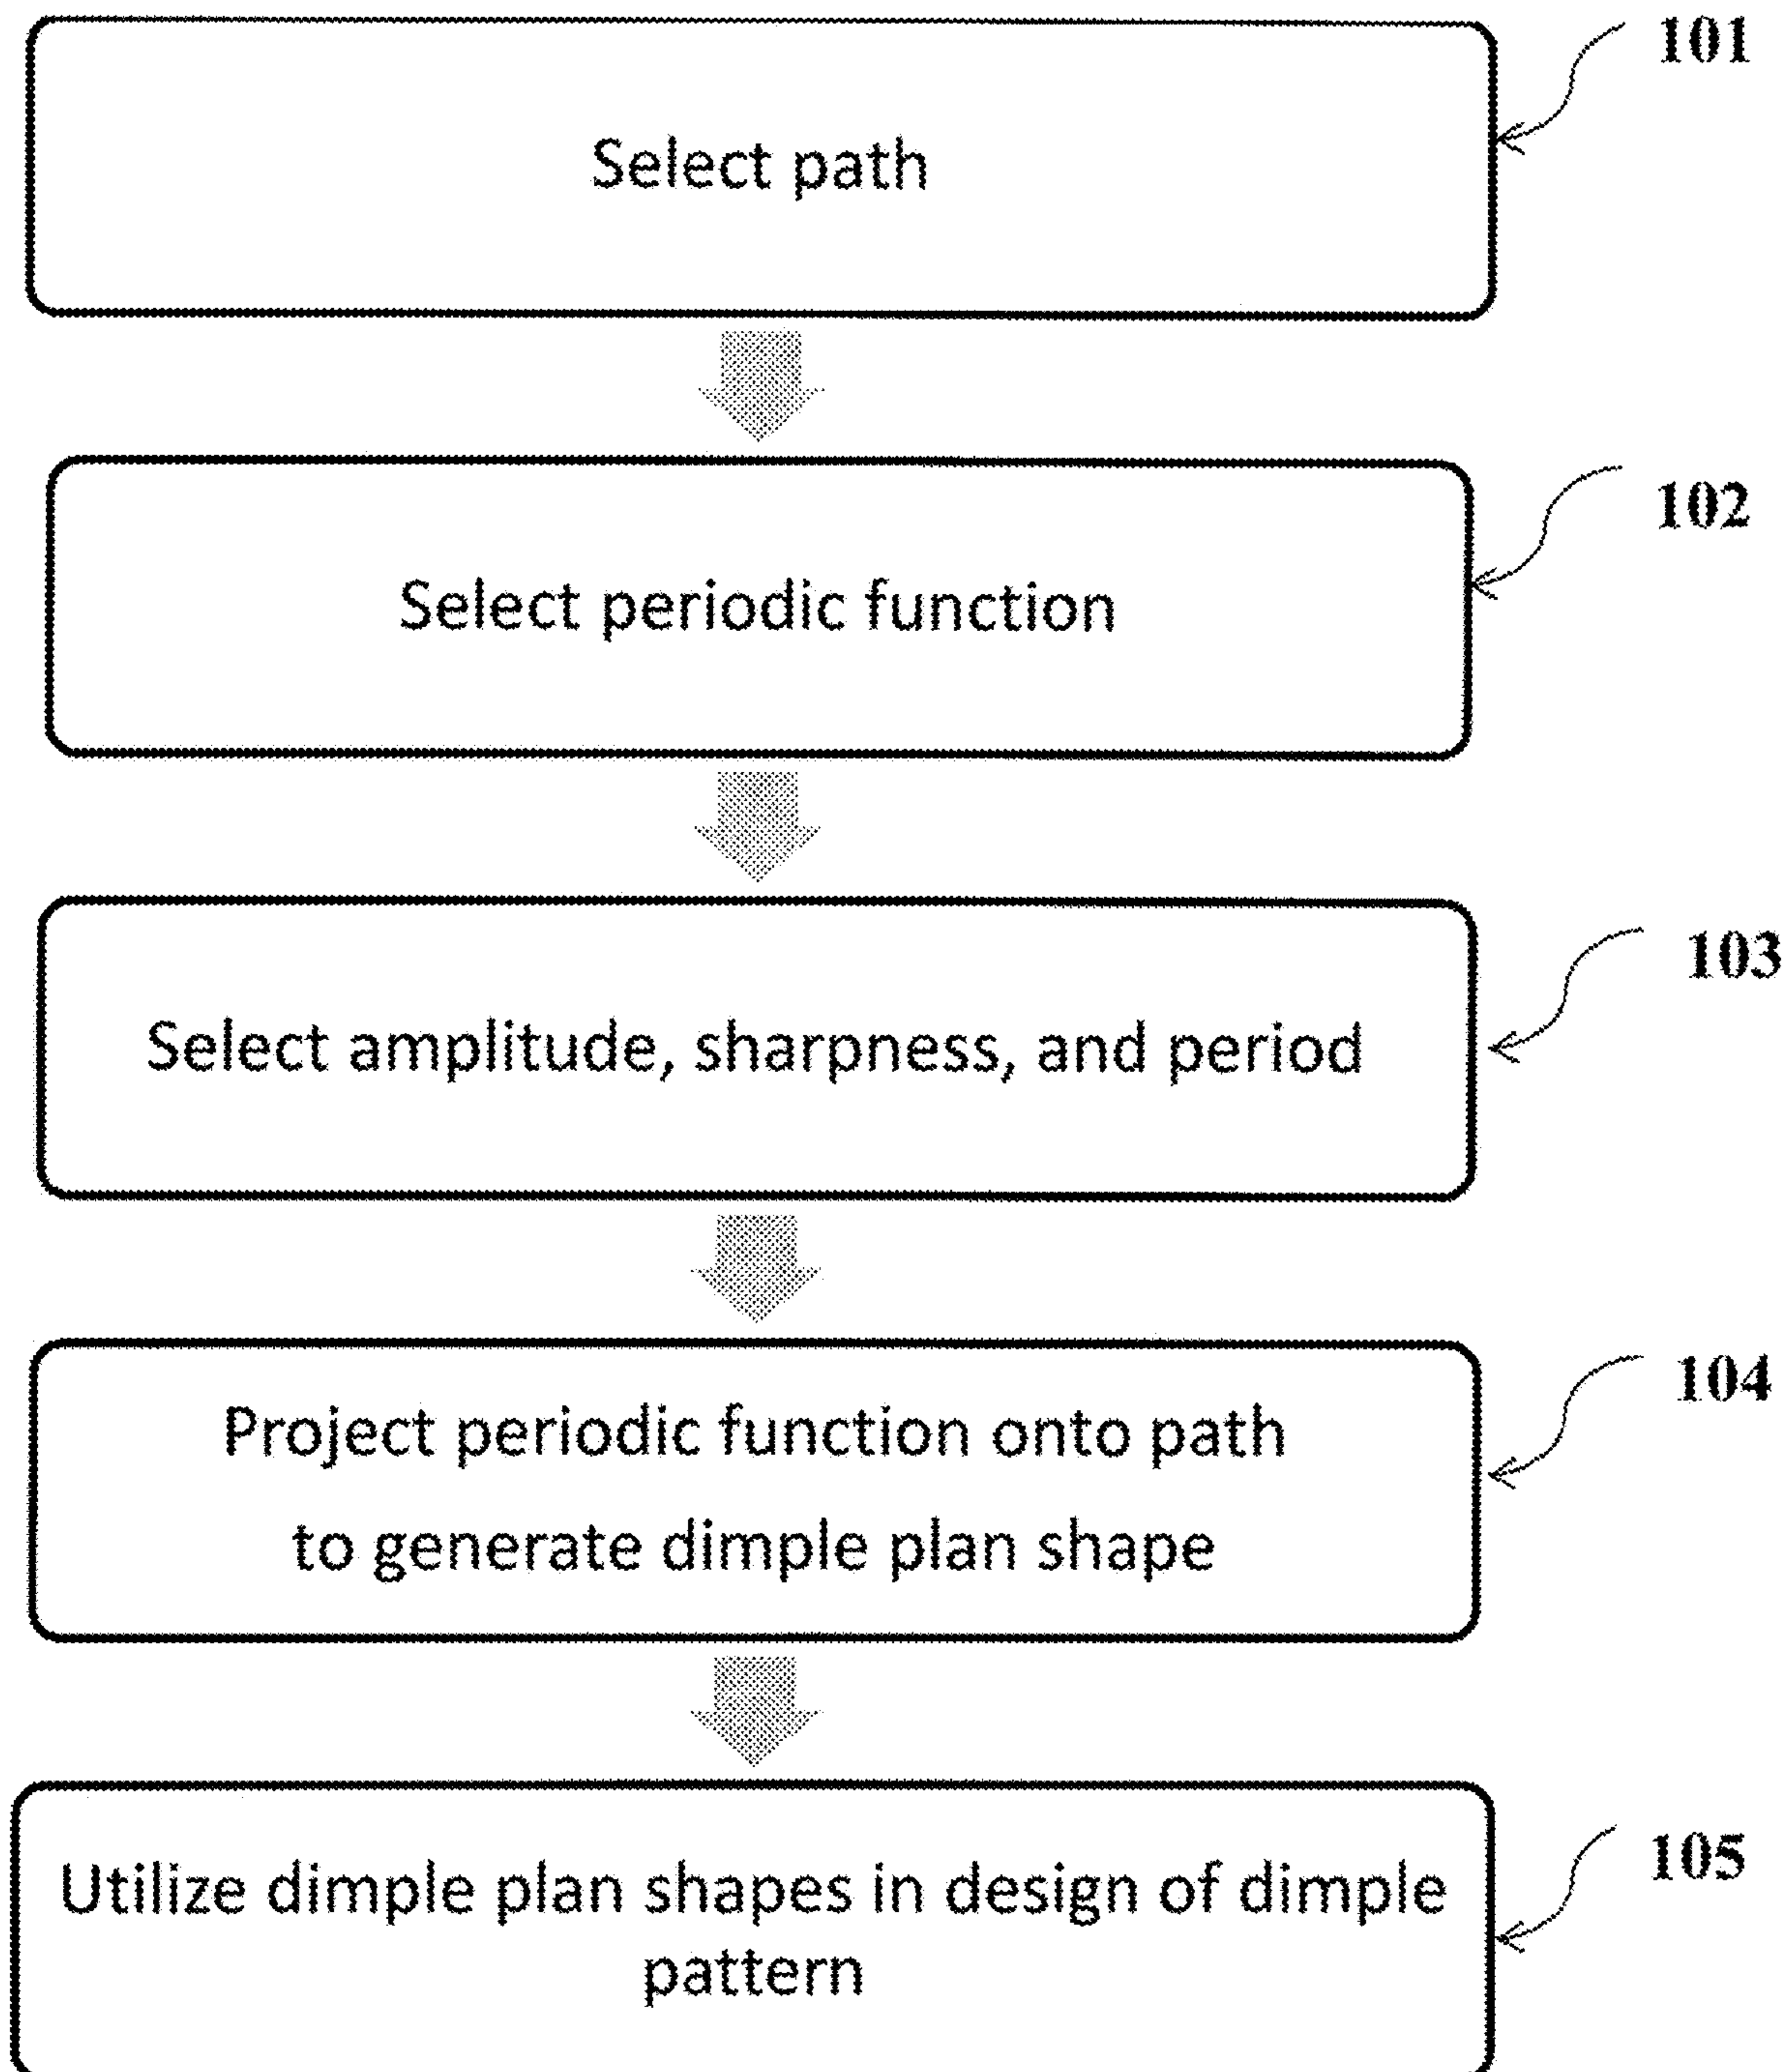 101
Select path
102
Select periodic function
103
Select amplitude, sharpness, and period
104
Project periodic function onto path
to generate dimple plan shape
105
Utilize dimple plan shapes in design of dimple
pattern